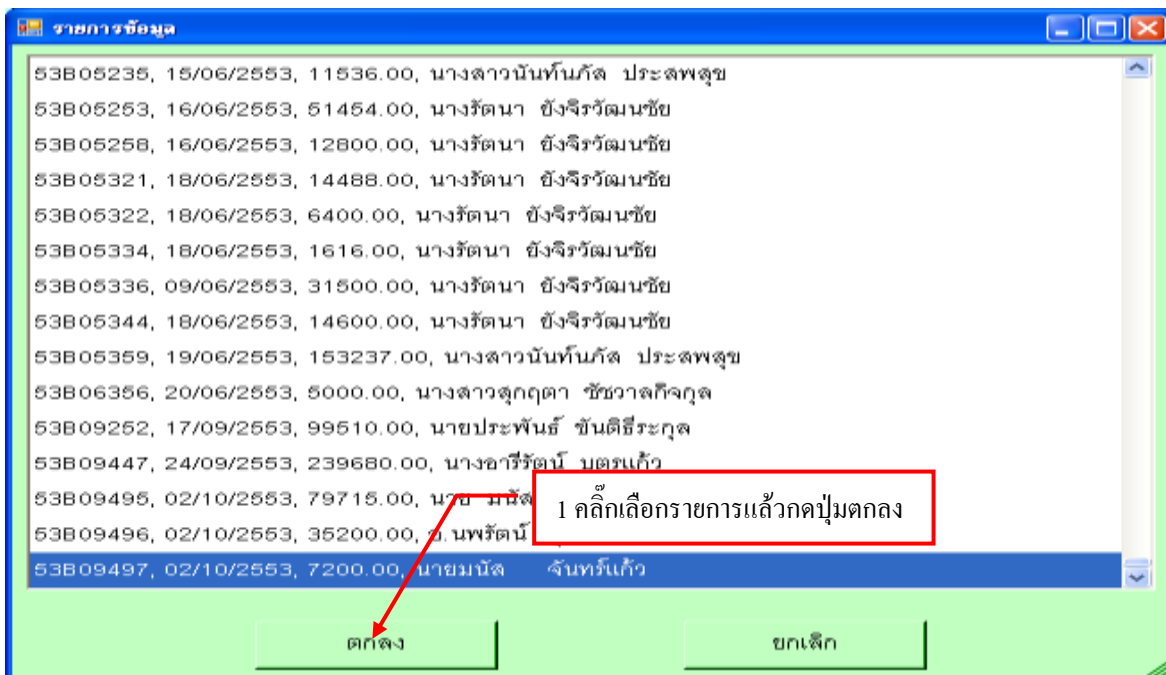 รายการข้อมูล
53B05235, 15/06/2553, 11536.00, นางสาวนันท์นภัส ประสพสุข
53B05253, 16/06/2553, 51454.00, นางรัตนา ยังจิรวัฒนชัย
53B05258, 16/06/2553, 12800.00, นางรัตนา ยังจิรวัฒนชัย
53B05321, 18/06/2553, 14488.00, นางรัตนา ยังจิรวัฒนชัย
53B05322, 18/06/2553, 6400.00, นางรัตนา ยังจิรวัฒนชัย
53B05334, 18/06/2553, 1616.00, นางรัตนา ยังจิรวัฒนชัย
53B05336, 09/06/2553, 31500.00, นางรัตนา ยังจิรวัฒนชัย
53B05344, 18/06/2553, 14600.00, นางรัตนา ยังจิรวัฒนชัย
53B05359, 19/06/2553, 153237.00, นางสาวนันท์นภัส ประสพสุข
53B06356, 20/06/2553, 5000.00, นางสาวสุกฤตา ชัชวาลกิจกุล
53B09252, 17/09/2553, 99510.00, นายประพันธ์ ขันติธีระกุล
53B09447, 24/09/2553, 239680.00, นางอารีรัตน์ บุตรแก้ว
53B09495, 02/10/2553, 79715.00, นาย มนัส
53B09496, 02/10/2553, 35200.00, อ.นพรัตน์
53B09497, 02/10/2553, 7200.00, นายมนัส จันทร์แก้ว
1 คลิ๊กเลือกรายการแล้วกดปุ่มตกลง
ตกลง ยกเลิก